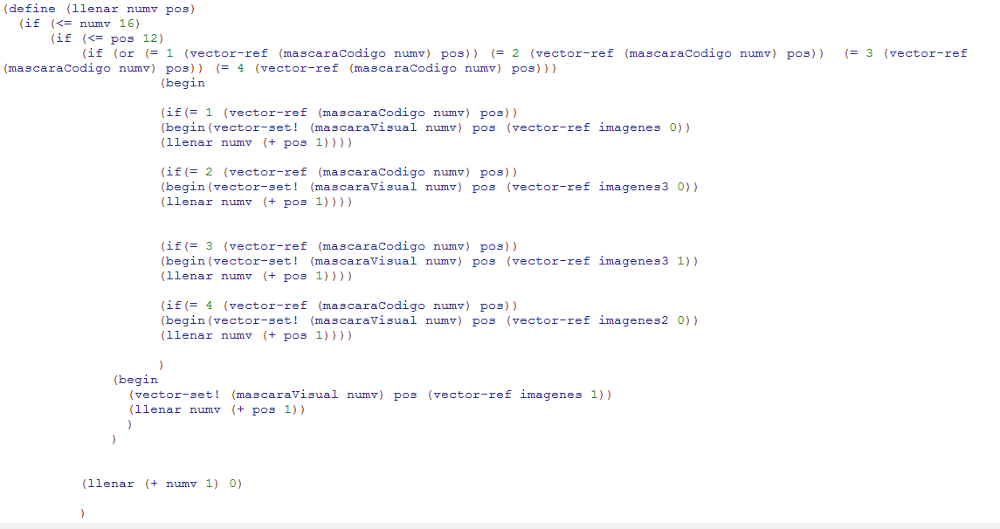 (define (llenar numv pos)
(if (<= numv 16)
(if (<= pos 12)
(if (or (= 1 (vector-ref (mascaraCodigo numv) pos)) (= 2 (vector-ref (mascaraCodigo numv) pos)) (= 3 (vector-ref
(mascaraCodigo numv) pos)) (= 4 (vector-ref (mascaraCodigo numv) pos)))
(begin
(if(= 1 (vector-ref (mascaraCodigo numv) pos))
(begin(vector-set! (mascaraVisual numv) pos (vector-ref imagenes 0))
(llenar numv (+ pos 1))))
(if(= 2 (vector-ref (mascaraCodigo numv) pos))
(begin(vector-set! (mascaraVisual numv) pos (vector-ref imagenes3 0))
(llenar numv (+ pos 1))))
(if(= 3 (vector-ref (mascaraCodigo numv) pos))
(begin(vector-set! (mascaraVisual numv) pos (vector-ref imagenes3 1))
(llenar numv (+ pos 1))))
(if(= 4 (vector-ref (mascaraCodigo numv) pos))
(begin(vector-set! (mascaraVisual numv) pos (vector-ref imagenes2 0))
(llenar numv (+ pos 1))))
)
(begin
(vector-set! (mascaraVisual numv) pos (vector-ref imagenes 1))
(llenar numv (+ pos 1))
)
)
(llenar (+ numv 1) 0)
)